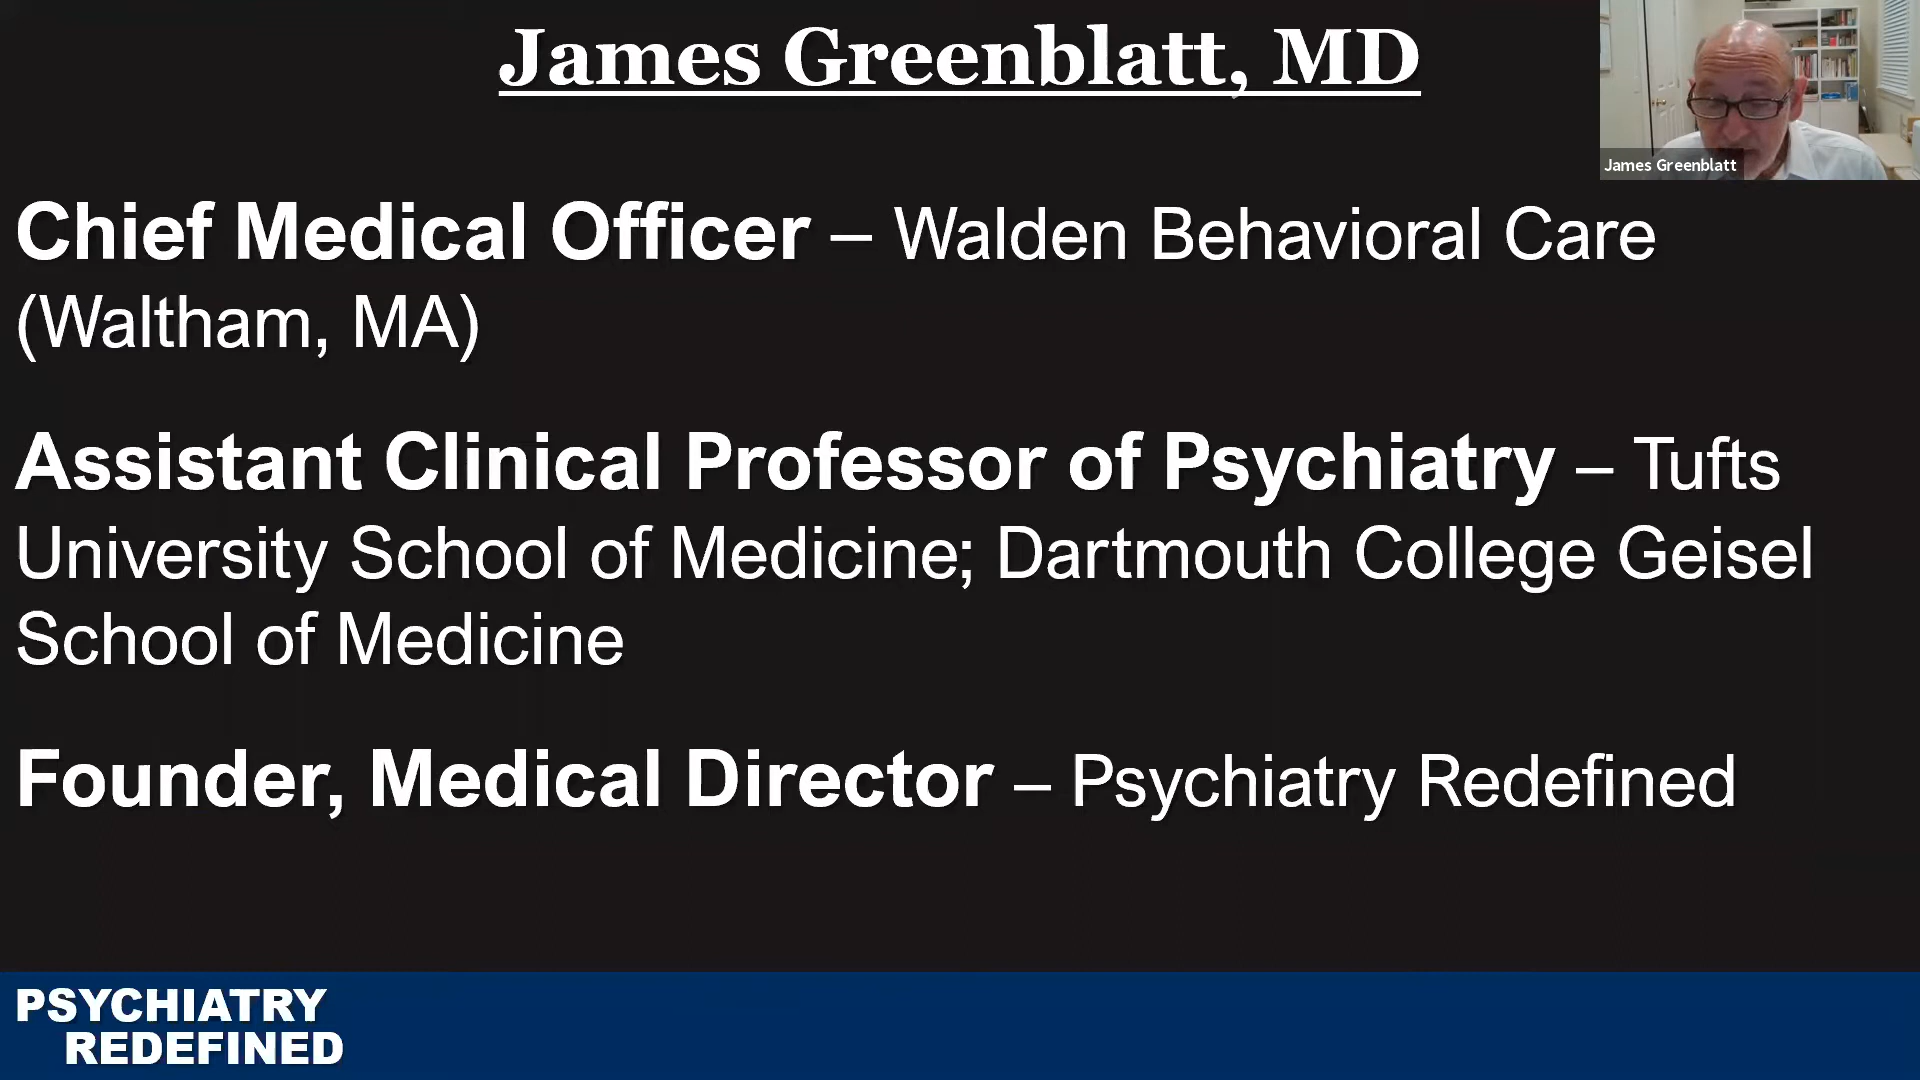 James Greenblatt, MD
James Greenblatt
Chief Medical Officer – Walden Behavioral Care
(Waltham, MA)
Assistant Clinical Professor of Psychiatry – Tufts
University School of Medicine; Dartmouth College Geisel
School of Medicine
Founder, Medical Director – Psychiatry Redefined
PSYCHIATRY
REDEFINED